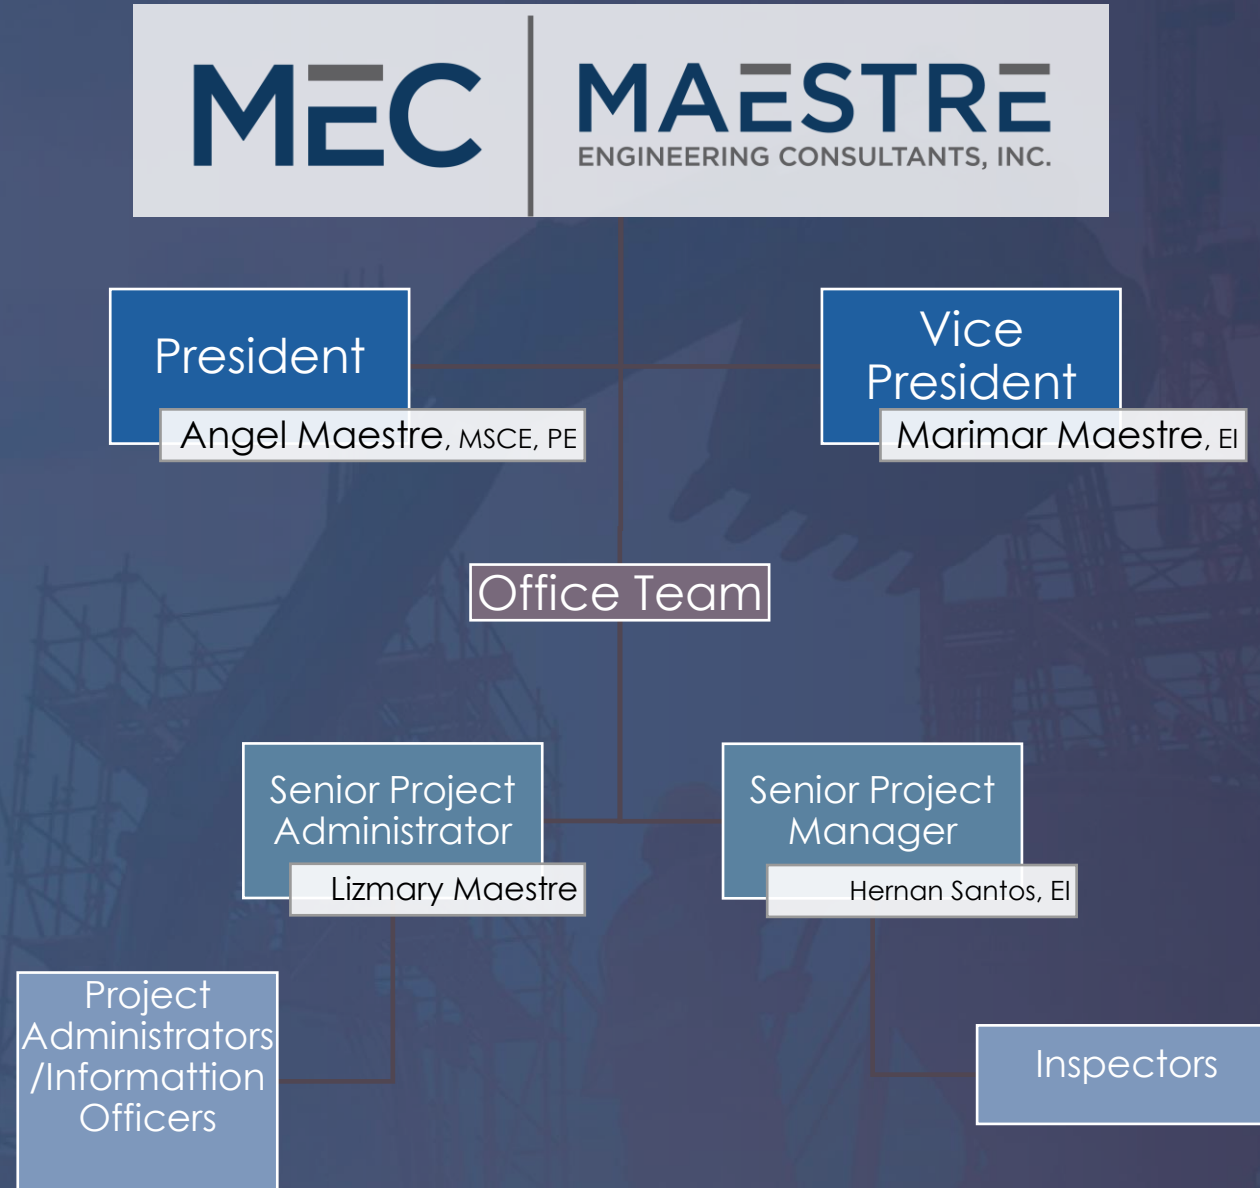 MEC
MAESTRE
ENGINEERING CONSULTANTS, INC.
President
Angel Maestre, MSCE, PE
Vice
President
Marimar Maestre, EI
Office Team
Senior Project
Administrator
Lizmary Maestre
Senior Project
Manager
Hernan Santos, EI
Project
Administrators
/Informattion
Officers
Inspectors